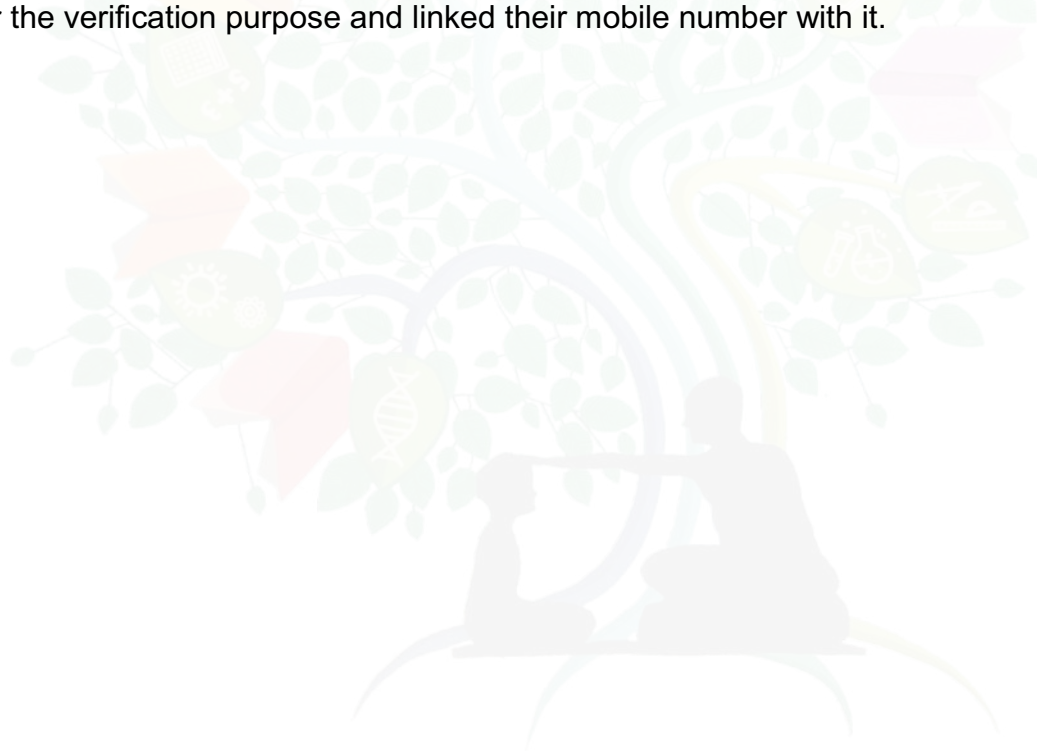 the verification purpose and linked their mobile number with it.